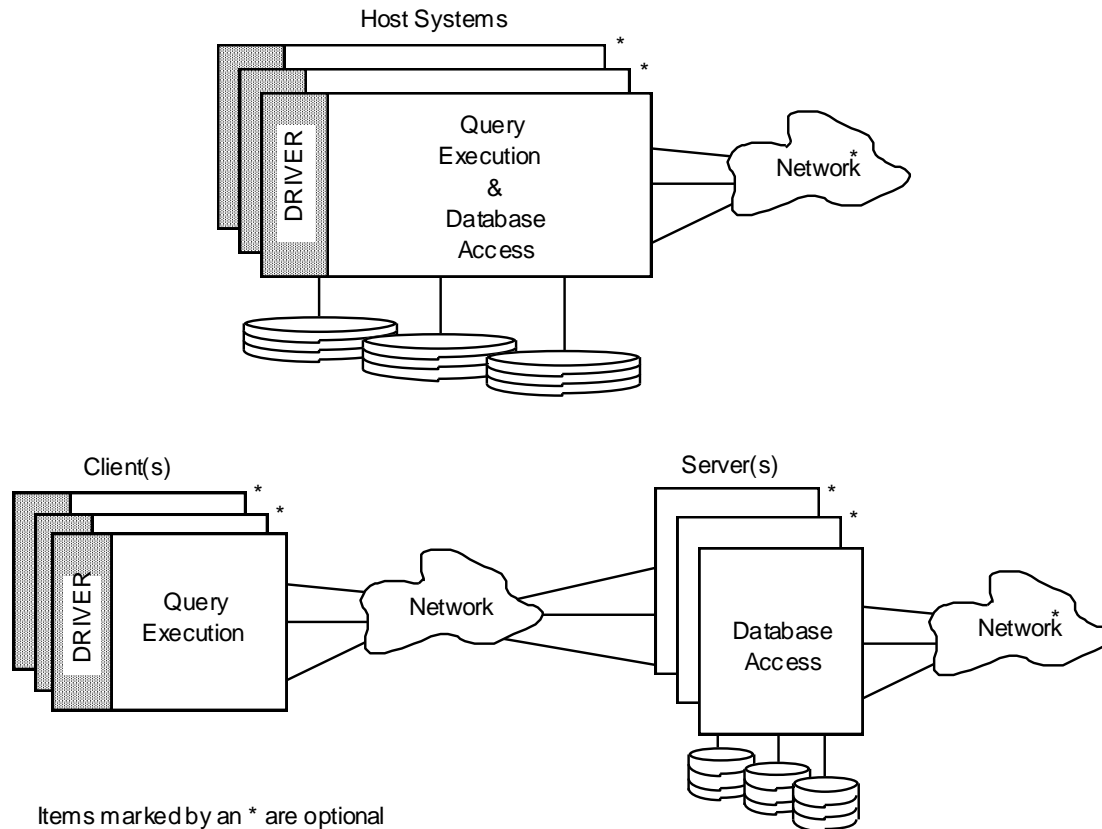 Host Systems
*
*
DRIVER
Query
Execution
&
Database
Access
Network*
Client(s)
*
*
DRIVER
Query
Execution
Network
Server(s)
*
*
Database
Access
Network*
Items marked by an * are optional